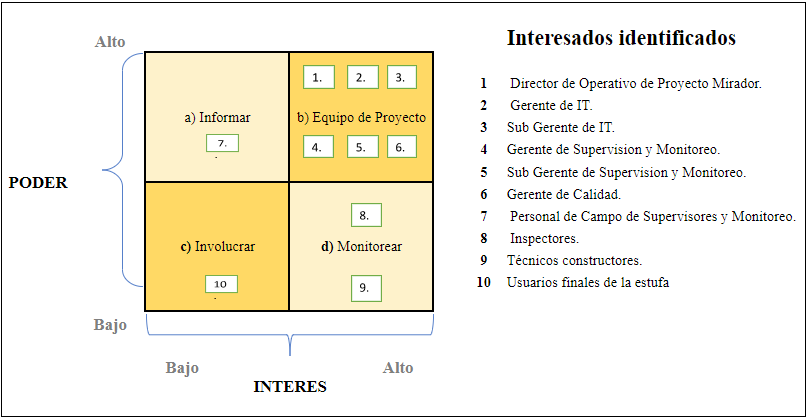 Alto
a) Informar
7.
b) Equipo de Proyecto
1.
2.
3.
4.
5.
6.
PODER
c) Involucrar
10
d) Monitorear
8.
9.
Bajo
Bajo
Alto
INTERES
Interesados identificados
1 Director de Operativo de Proyecto Mirador.
2 Gerente de IT.
3 Sub Gerente de IT.
4 Gerente de Supervision y Monitoreo.
5 Sub Gerente de Supervision y Monitoreo.
6 Gerente de Calidad.
7 Personal de Campo de Supervisores y Monitoreo.
8 Inspectores.
9 Técnicos constructores.
10 Usuarios fínales de la estufa